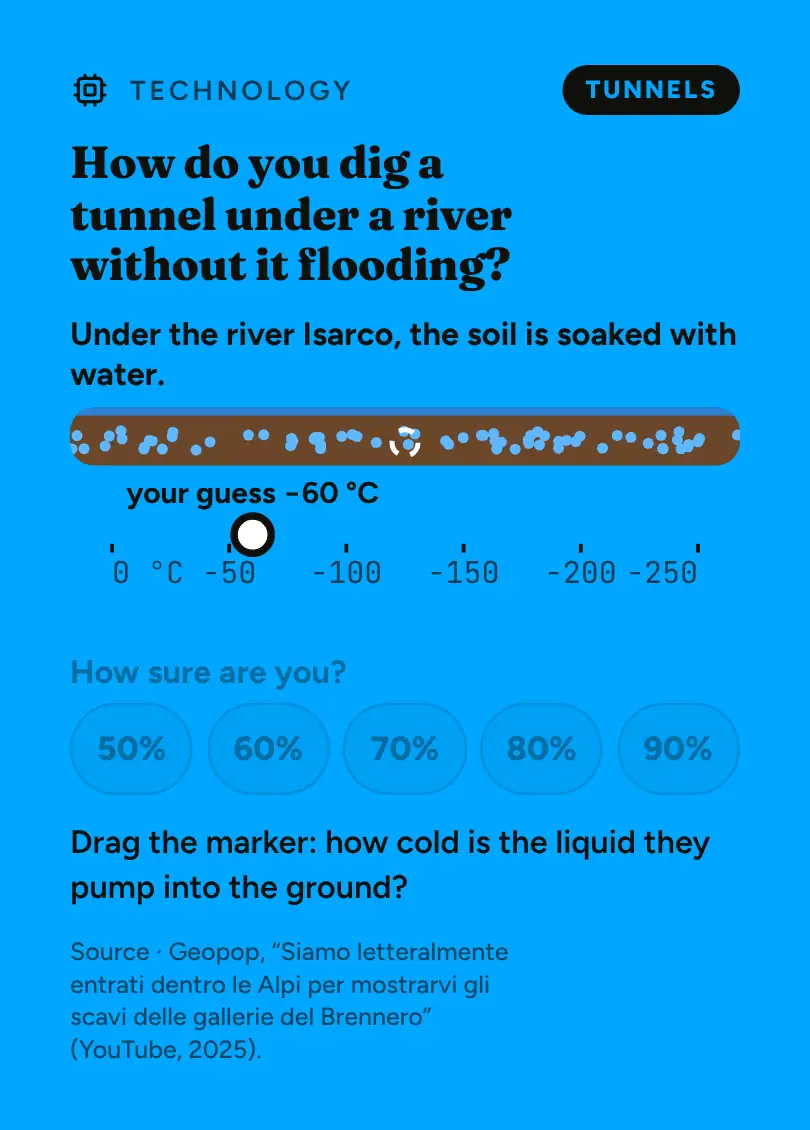 TECHNOLOGY
TUNNELS
How do you dig a
tunnel under a river
without it flooding?
Under the river Isarco, the soil is soaked with
water.
your guess −60 °C
0 °C -50 -100 -150 -200 -250
How sure are you?
50% 60% 70% 80% 90%
Drag the marker: how cold is the liquid they
pump into the ground?
Source · Geopop, “Siamo letteralmente
entrati dentro le Alpi per mostrarvi gli
scavi delle gallerie del Brennero”
(YouTube, 2025).